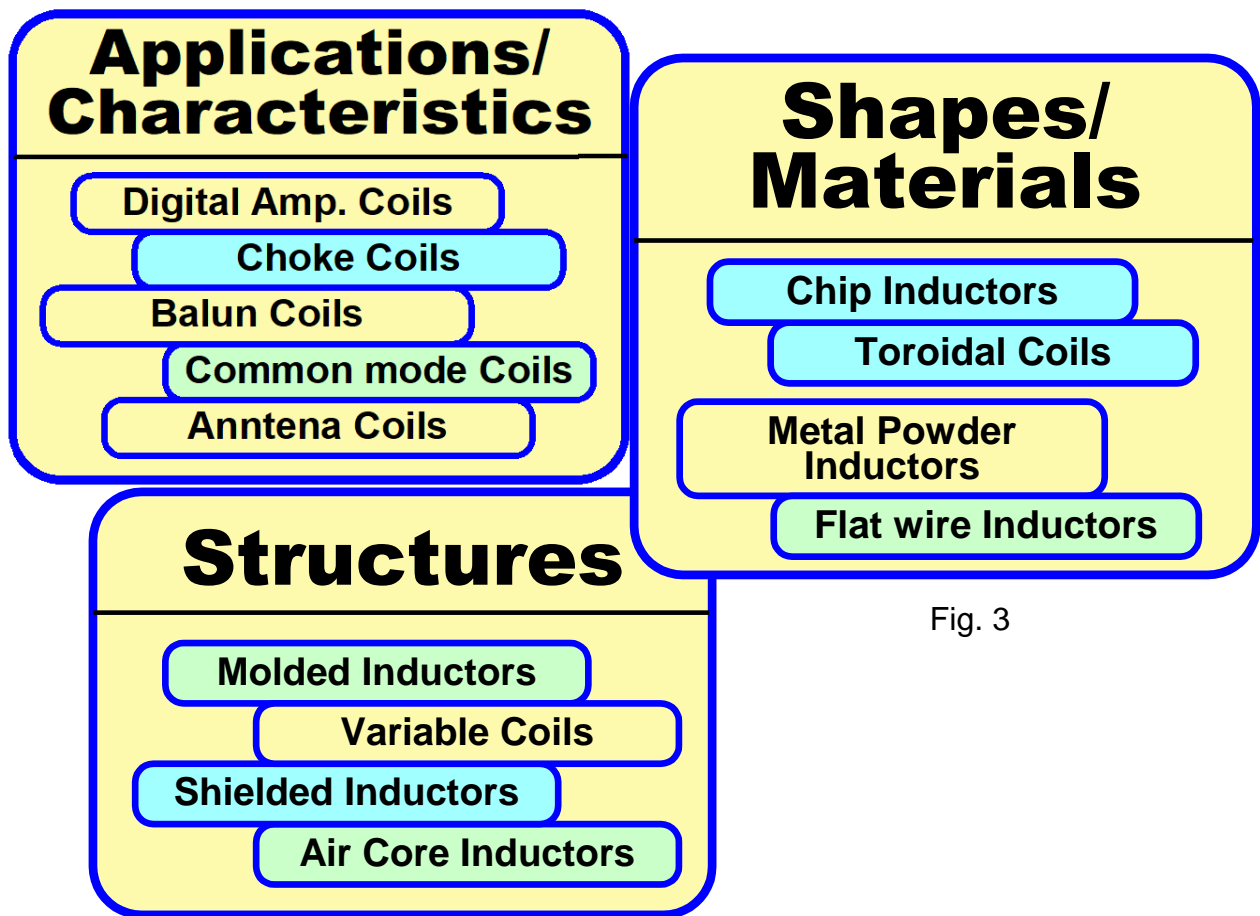 Applications/
Characteristics
Digital Amp. Coils
Choke Coils
Balun Coils
Common mode Coils
Anntena Coils
Shapes/
Materials
Chip Inductors
Toroidal Coils
Metal Powder
Inductors
Flat wire Inductors
Structures
Molded Inductors
Variable Coils
Shielded Inductors
Air Core Inductors
Fig. 3